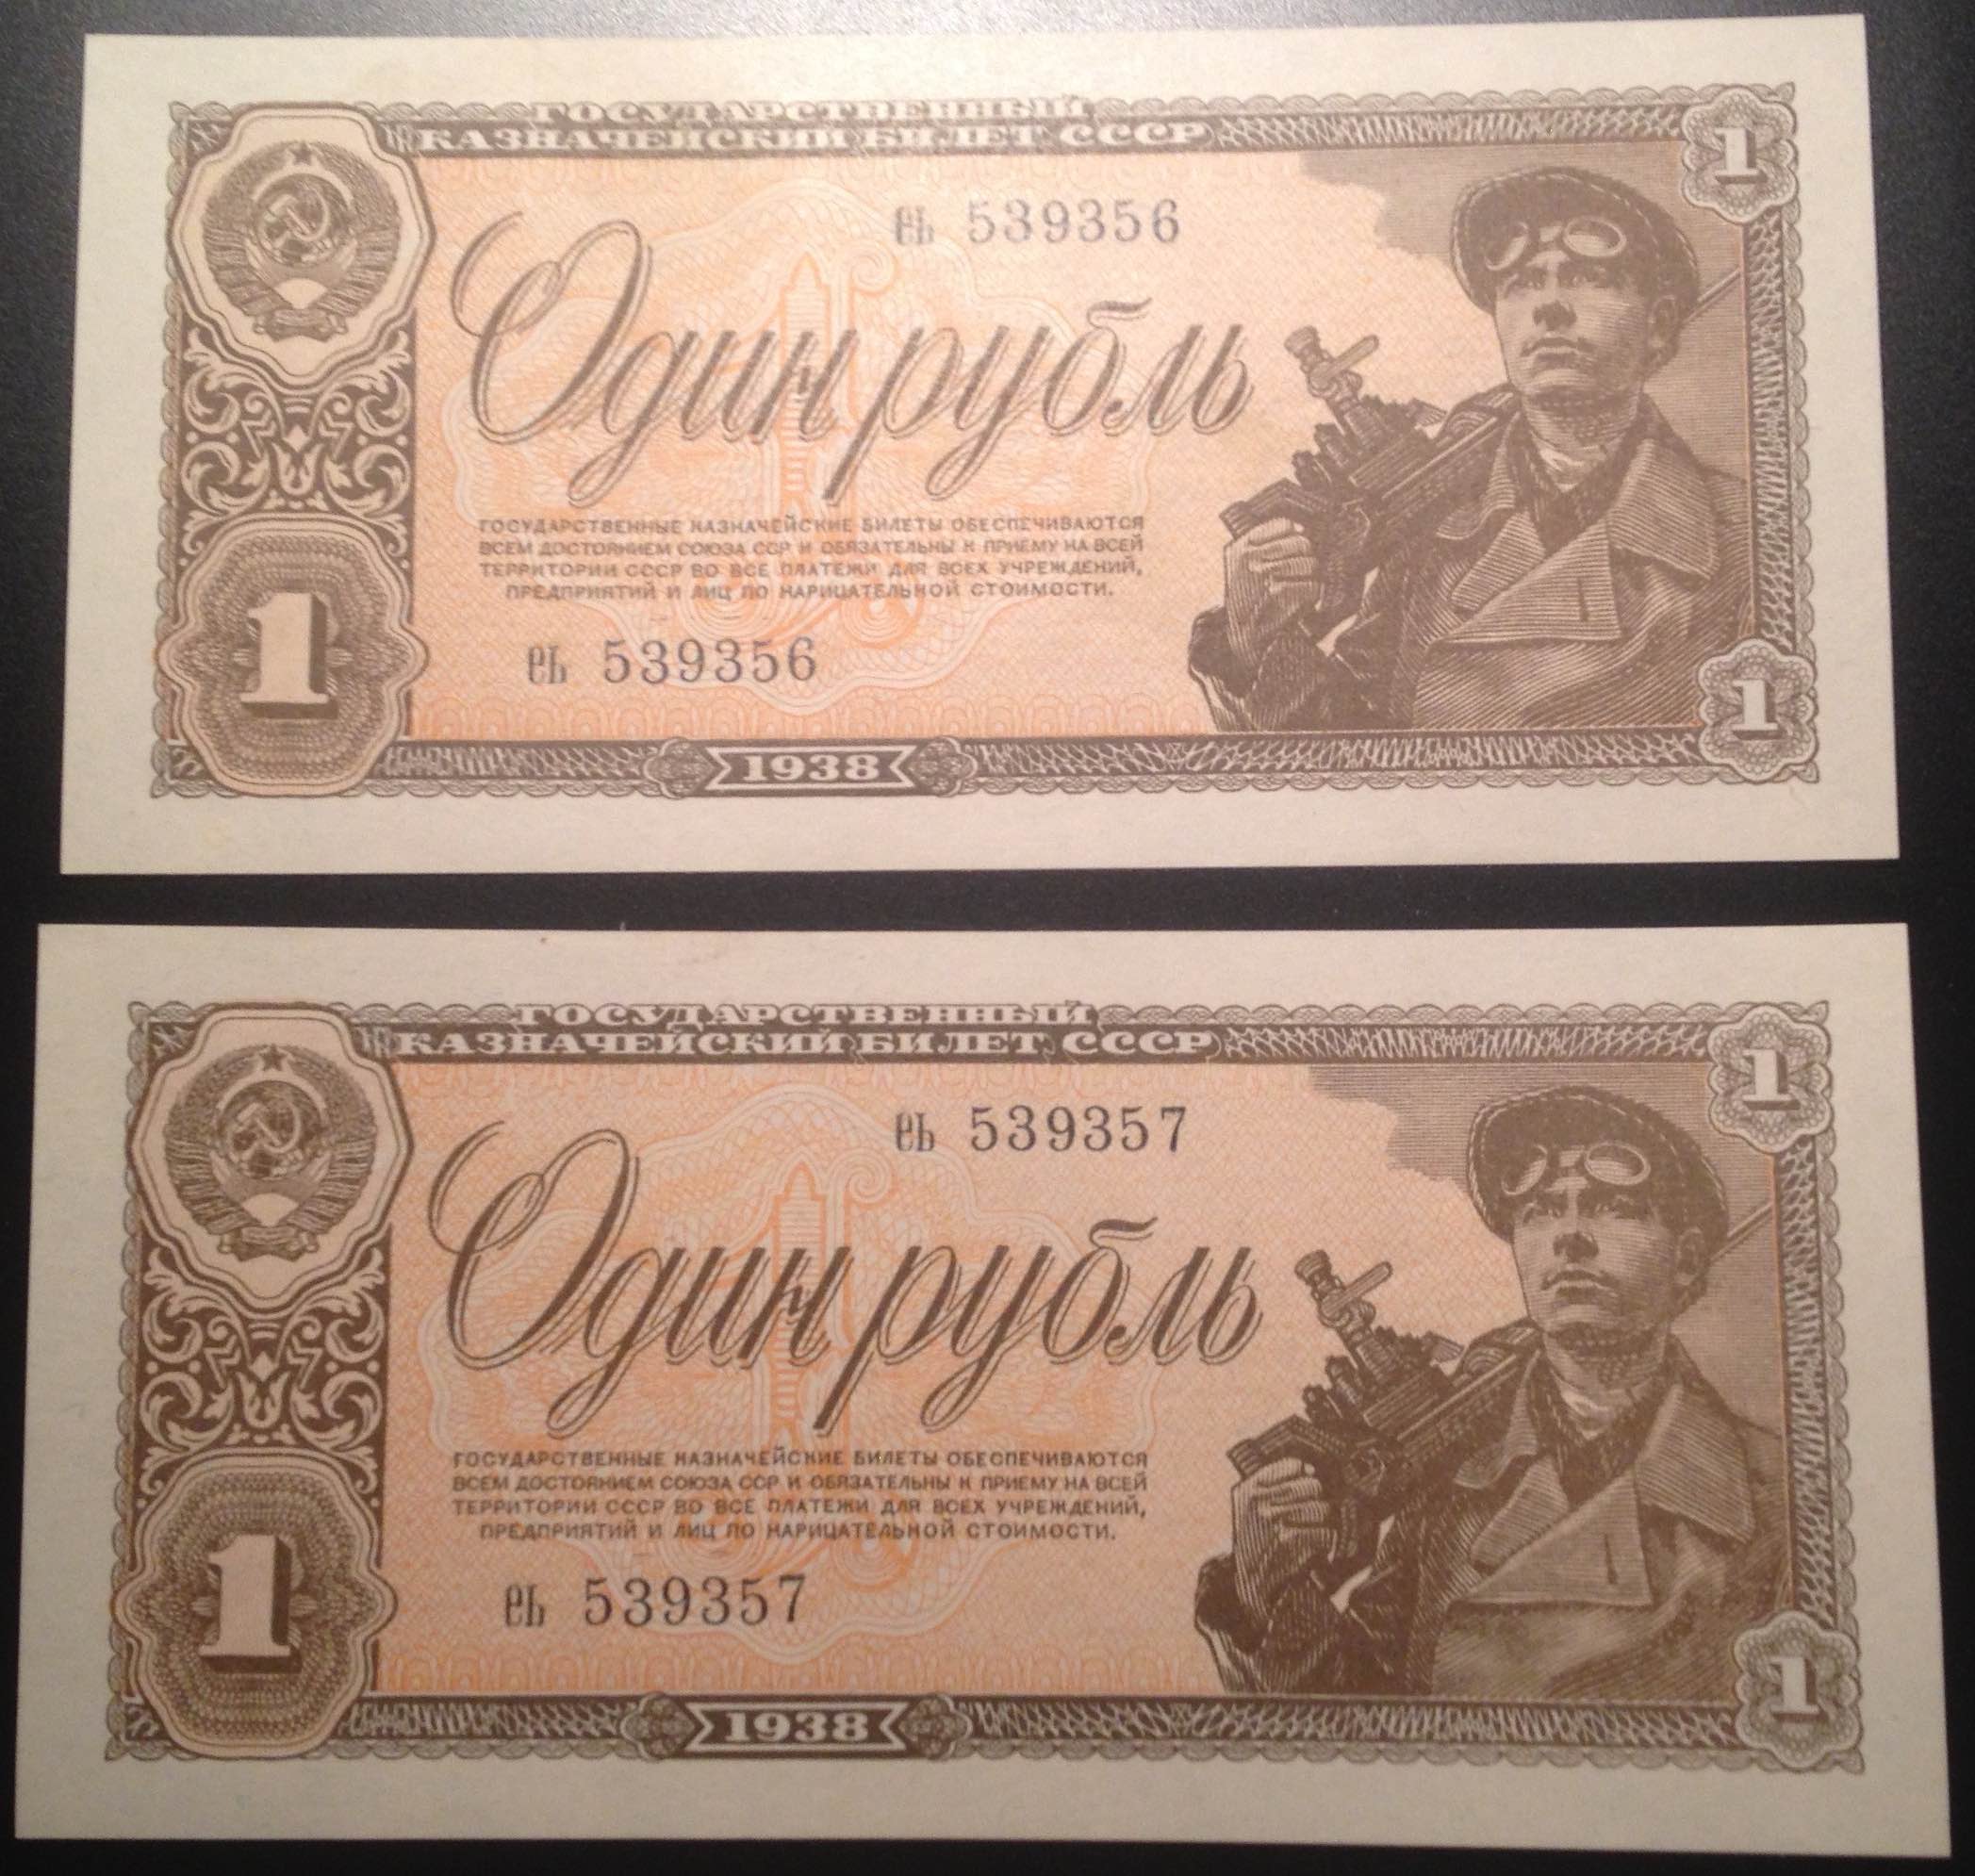 ГОСУДАРСТВЕННЫЙ
КАЗНАЧЕЙСКИЙ БИЛЕТ СССР
1
еь 539356
Один рубль
ГОСУДАРСТВЕННЫЕ КАЗНАЧЕЙСКИЕ БИЛЕТЫ ОБЕСПЕЧИВАЮТСЯ
ВСЕМ ДОСТОЯНИЕМ СОЮЗА ССР И ОБЯЗАТЕЛЬНЫ К ПРИЕМУ НА ВСЕЙ
ТЕРРИТОРИИ СССР ВО ВСЕ ПЛАТЕЖИ ДЛЯ ВСЕХ УЧРЕЖДЕНИЙ,
ПРЕДПРИЯТИЙ И ЛИЦ ПО НАРИЦАТЕЛЬНОЙ СТОИМОСТИ.
1
еь 539356
1
1938
ГОСУДАРСТВЕННЫЙ
КАЗНАЧЕЙСКИЙ БИЛЕТ СССР
1
еь 539357
Один рубль
ГОСУДАРСТВЕННЫЕ КАЗНАЧЕЙСКИЕ БИЛЕТЫ ОБЕСПЕЧИВАЮТСЯ
ВСЕМ ДОСТОЯНИЕМ СОЮЗА ССР И ОБЯЗАТЕЛЬНЫ К ПРИЕМУ НА ВСЕЙ
ТЕРРИТОРИИ СССР ВО ВСЕ ПЛАТЕЖИ ДЛЯ ВСЕХ УЧРЕЖДЕНИЙ,
ПРЕДПРИЯТИЙ И ЛИЦ ПО НАРИЦАТЕЛЬНОЙ СТОИМОСТИ.
1
еь 539357
1
1938